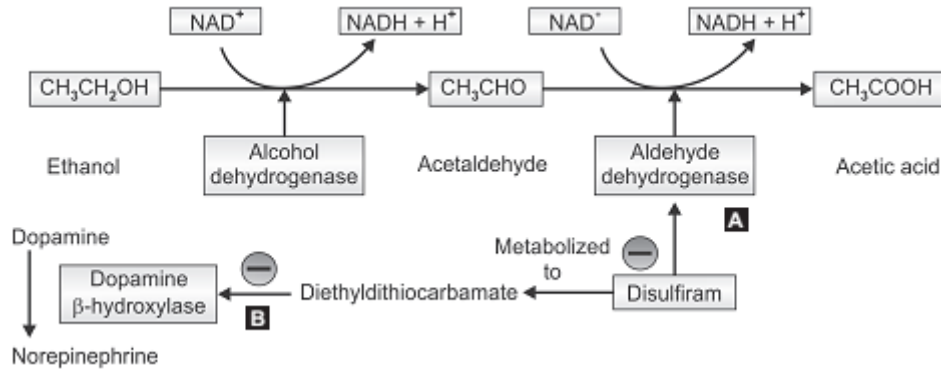 NAD⁺ NADH + H⁺ NAD⁻ NADH + H⁺
CH₃CH₂OH CH₃CHO CH₃COOH
Ethanol Alcohol dehydrogenase Acetaldehyde Aldehyde dehydrogenase Acetic acid
A
Dopamine
Metabolized to
Dopamine β-hydroxylase
B
Diethyldithiocarbamate
Disulfiram
Norepinephrine